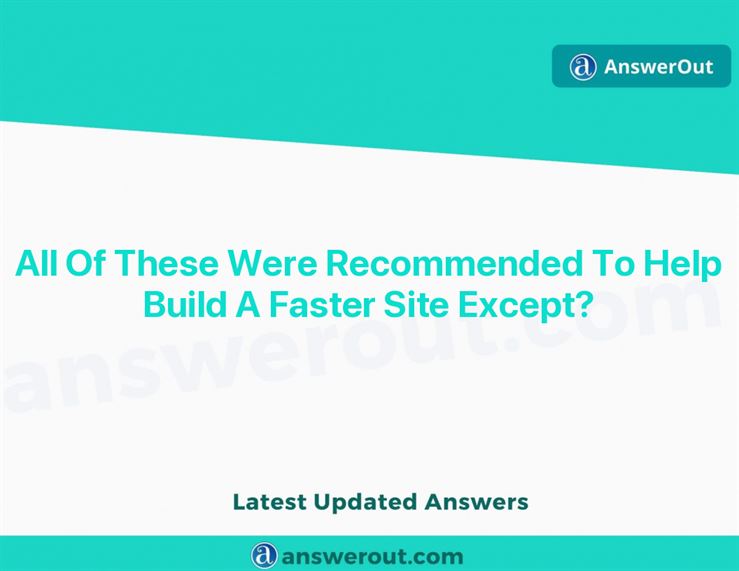 AnswerOut
All Of These Were Recommended To Help
Build A Faster Site Except?
answerout.com
Latest Updated Answers
answerout.com